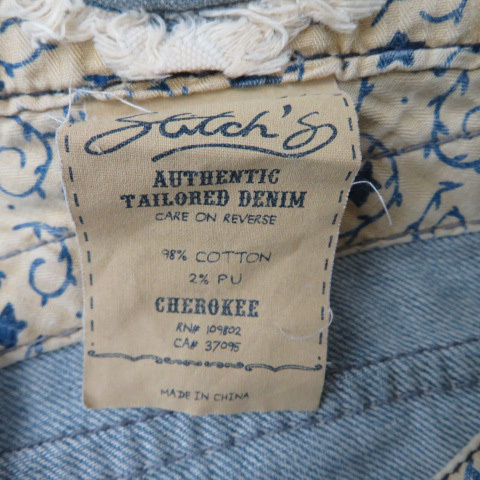 Stitch's
AUTHENTIC
TAILORED DENIM
CARE ON REVERSE
98% COTTON
2% PU
CHEROKEE
RN# 109802
CA# 37095
MADE IN CHINA